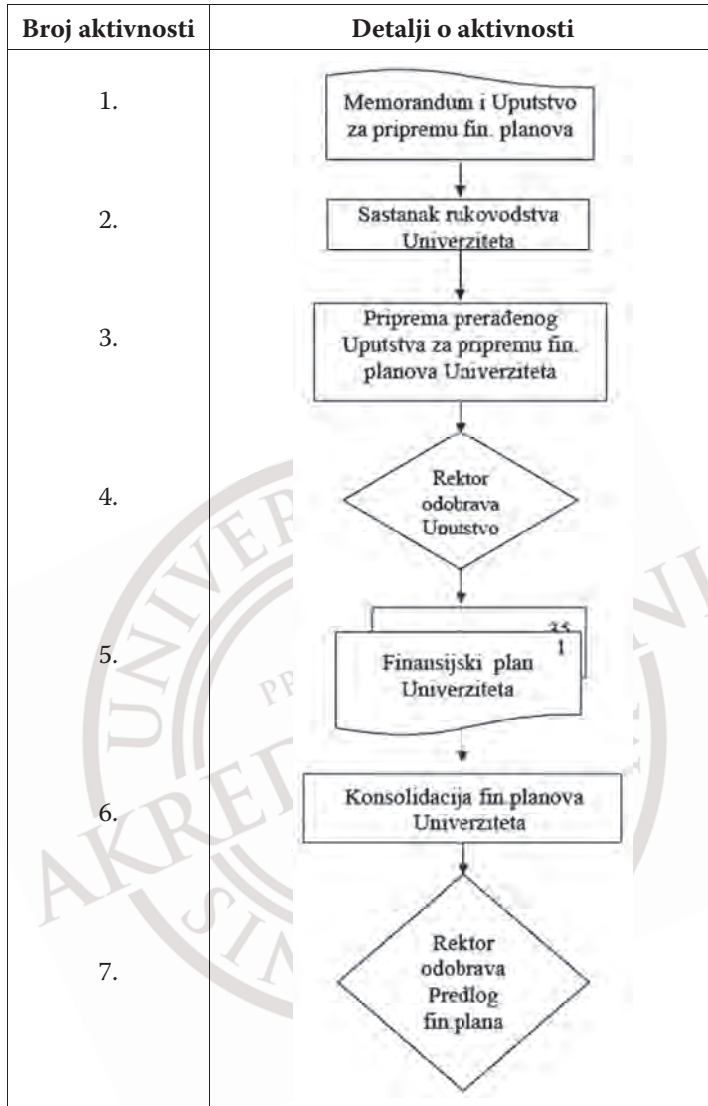 Broj aktivnosti
Detalji o aktivnosti
1.
Memorandum i Uputstvo
za pripremu fin. planova
2.
Sastanak rukovodstva
Univerziteta
3.
Priprema prerađenog
Uputstva za pripremu fin.
planova Univerziteta
4.
Rektor
odobrava
Uputstvo
5.
35
1
Finansijski plan
Univerziteta
6.
Konsolidacija fin.planova
Univerziteta
7.
Rektor
odobrava
Predlog
fin.plana